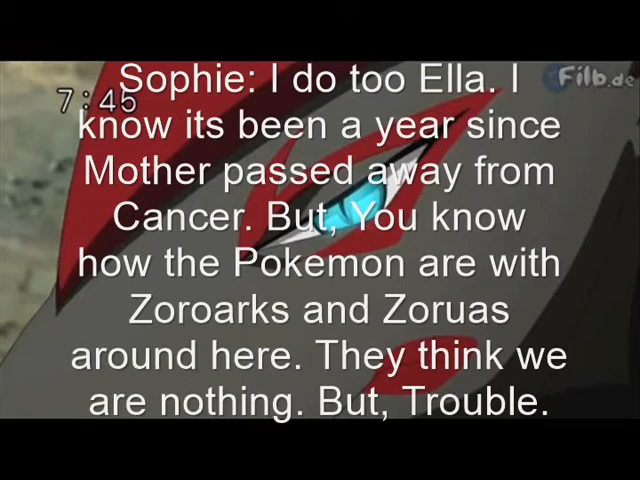 Sophie: I do too Ella. I
know its been a year since
Mother passed away from
Cancer. But, You know
how the Pokemon are with
Zoroarks and Zoruas
around here. They think we
are nothing. But, Trouble.
7:45
Filb.de